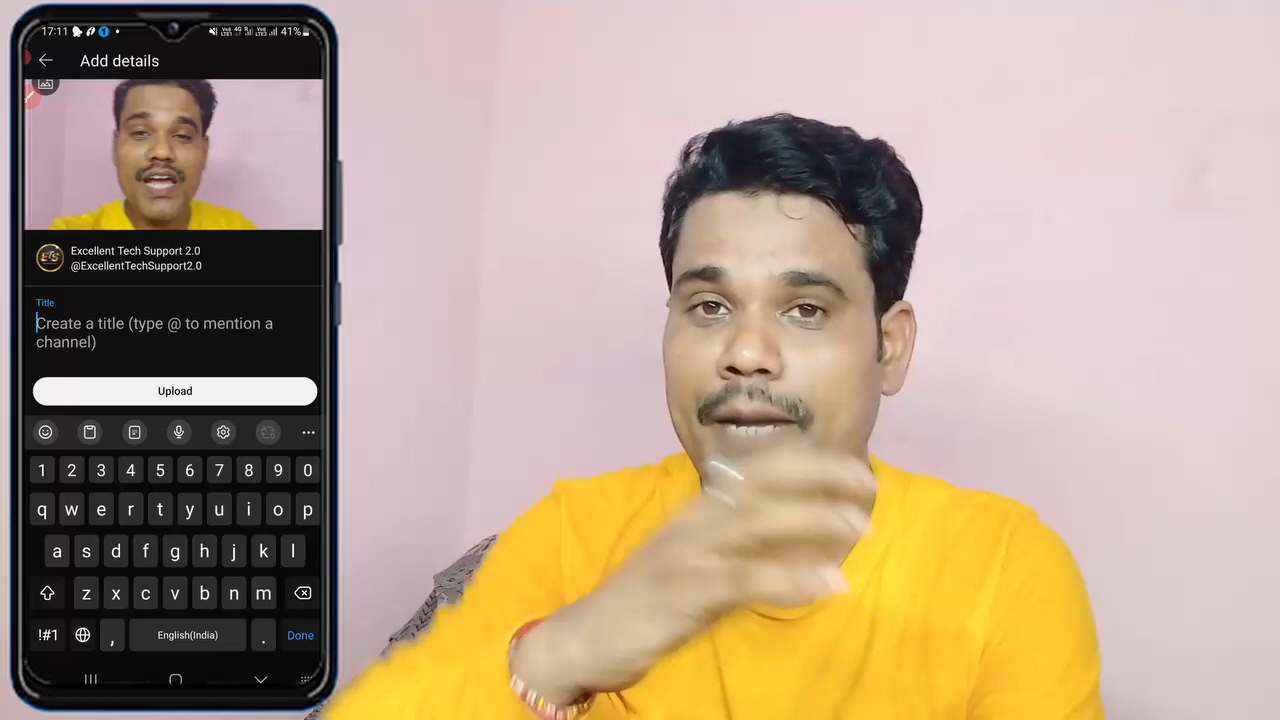 17:11
41%
Add details
Excellent Tech Support 2.0
@ExcellentTechSupport2.0
Title
Create a title (type @ to mention a
channel)
Upload
1 2 3 4 5 6 7 8 9 0
q w e r t y u i o p
a s d f g h j k l
z x c v b n m
!#1 , English(India) . Done